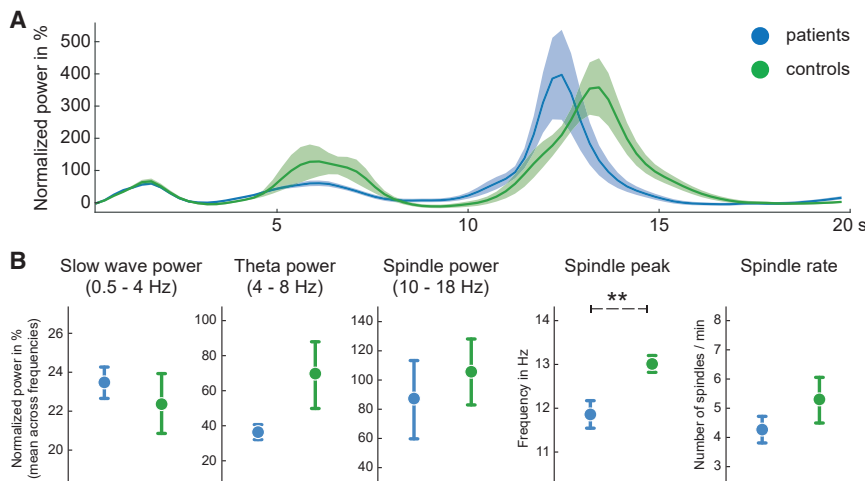 A
Normalized power in %
500
400
300
200
100
0
5
10
15
20 s
patients
controls
B
Slow wave power
(0.5 - 4 Hz)
Theta power
(4 - 8 Hz)
Spindle power
(10 - 18 Hz)
Spindle peak
Spindle rate
Normalized power in %
(mean across frequencies)
26
24
22
20
100
80
60
40
20
140
120
100
80
60
40
Frequency in Hz
14
13
12
11
**
Number of spindles / min
8
7
6
5
4
3